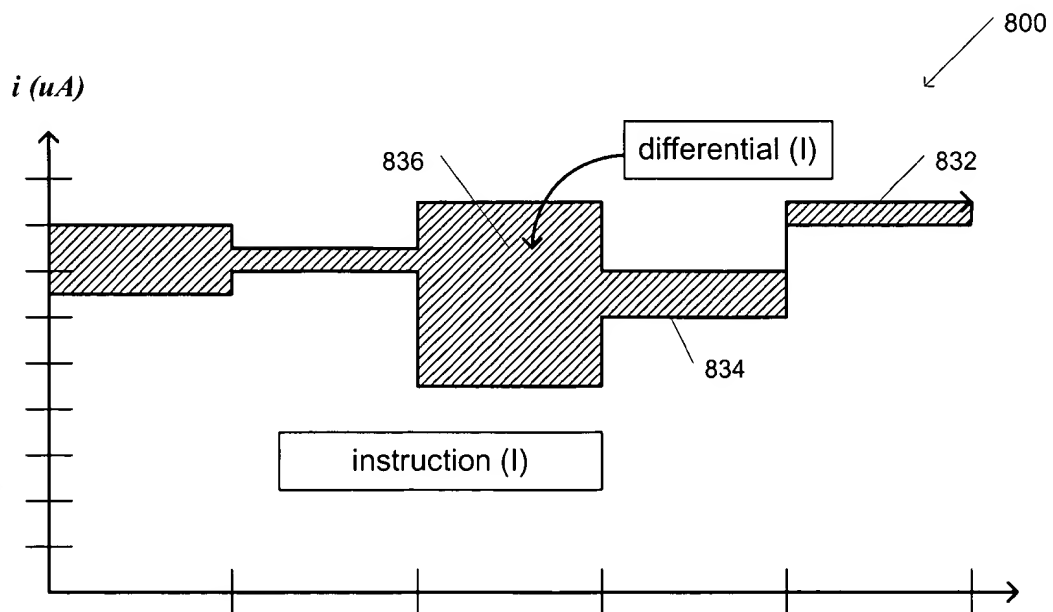 800
i (uA)
differential (I)
836
832
834
instruction (I)